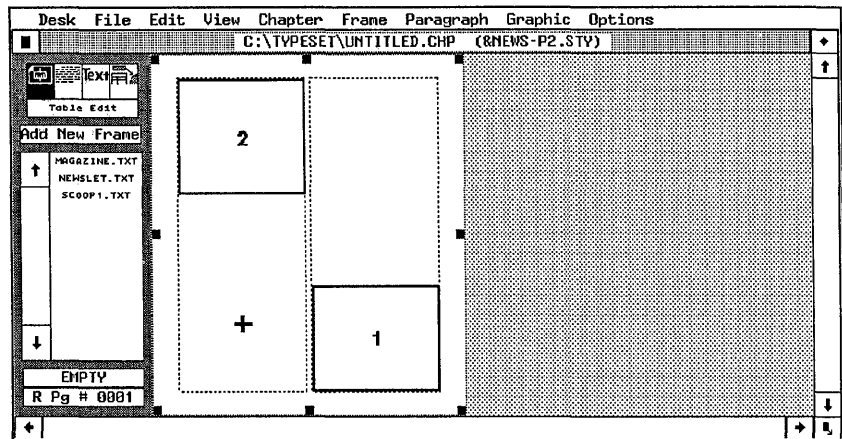 Desk File Edit View Chapter Frame Paragraph Graphic Options
C:\TYPESET\UNTITLED.CHP (&NEWS-P2.STY)
Text
Table Edit
Add New Frame
MAGAZINE.TXT
NEWSLET.TXT
SCOOP1.TXT
2
1
EMPTY
R Pg # 0001